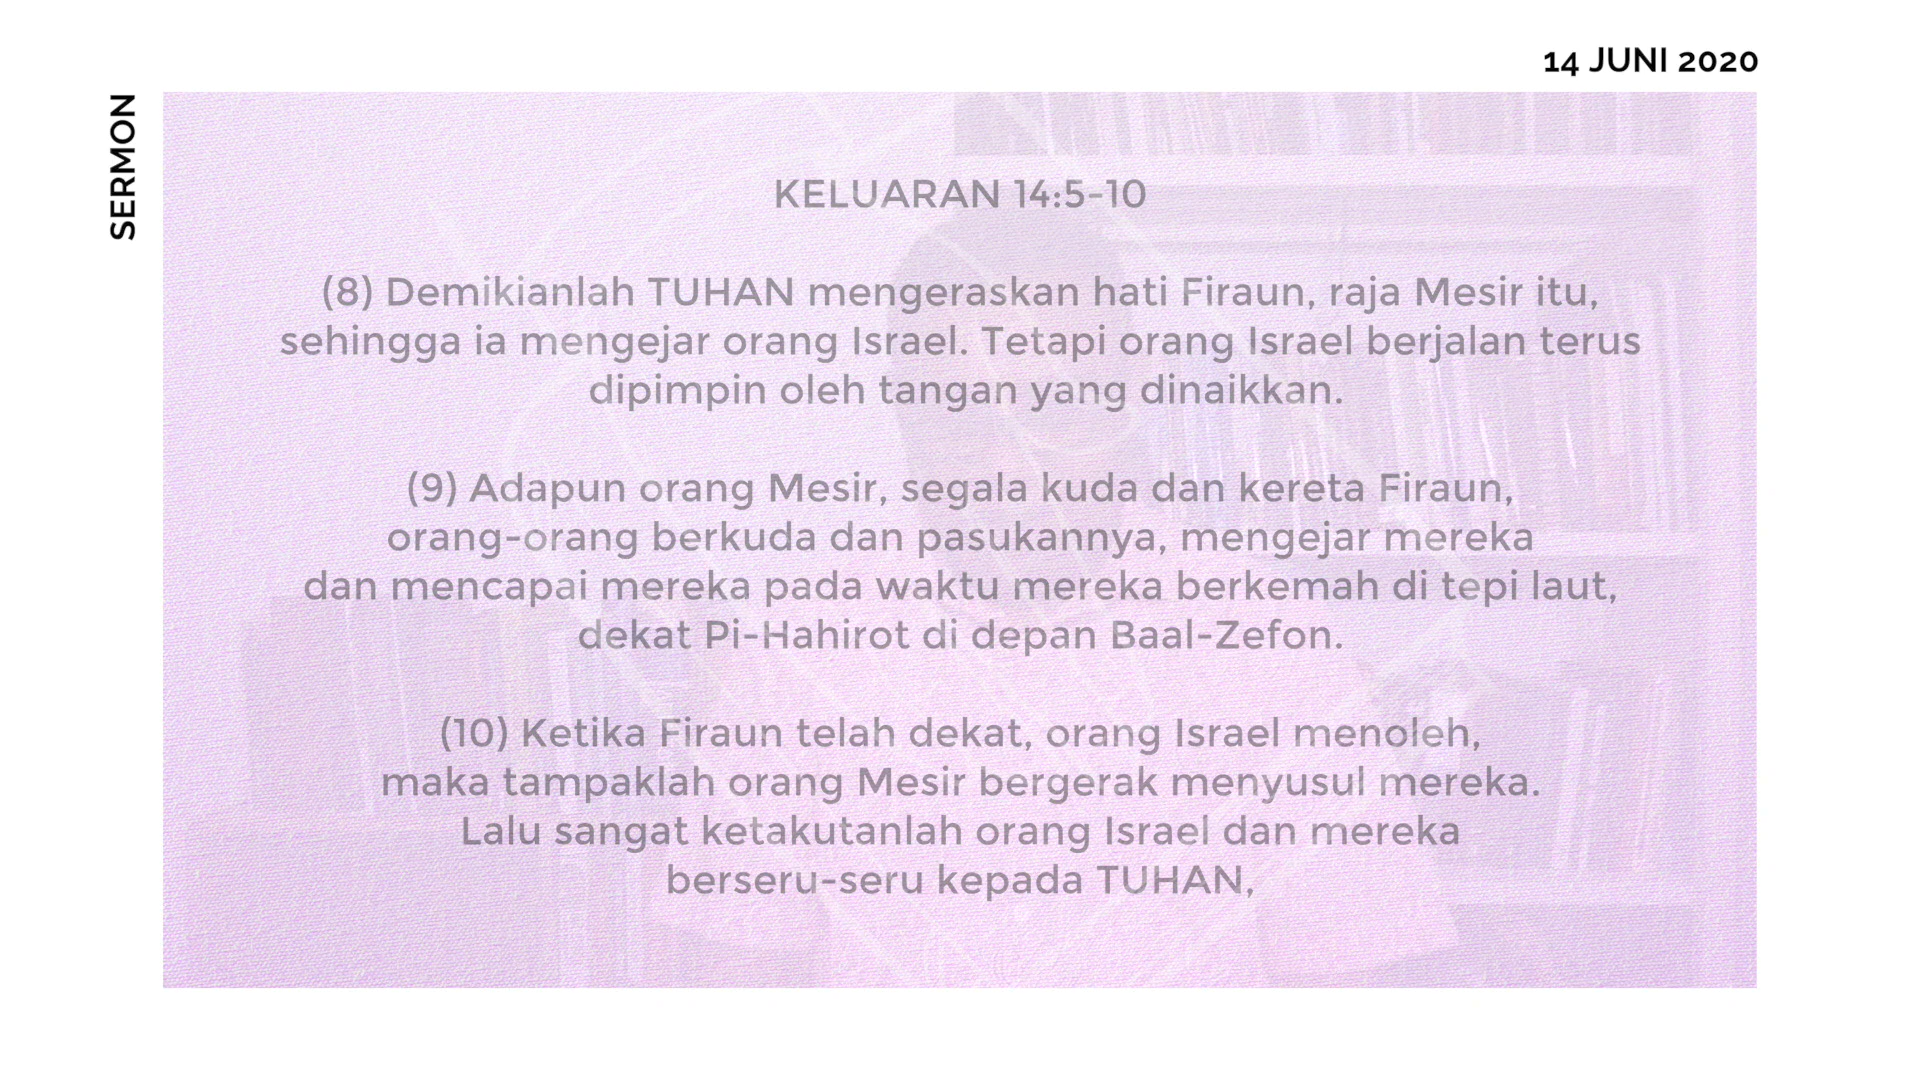 14 JUNI 2020
SERMON
KELUARAN 14:5-10
(8) Demikianlah TUHAN mengeraskan hati Firaun, raja Mesir itu,
sehingga ia mengejar orang Israel. Tetapi orang Israel berjalan terus
dipimpin oleh tangan yang dinaikkan.
(9) Adapun orang Mesir, segala kuda dan kereta Firaun,
orang-orang berkuda dan pasukannya, mengejar mereka
dan mencapai mereka pada waktu mereka berkemah di tepi laut,
dekat Pi-Hahirot di depan Baal-Zefon.
(10) Ketika Firaun telah dekat, orang Israel menoleh,
maka tampaklah orang Mesir bergerak menyusul mereka.
Lalu sangat ketakutanlah orang Israel dan mereka
berseru-seru kepada TUHAN,